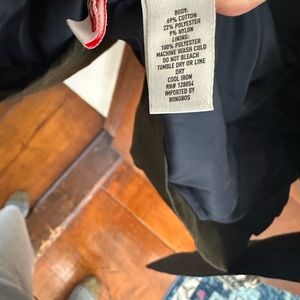 BODY:
69% COTTON
22% POLYESTER
9% NYLON
LINING:
100% POLYESTER
MACHINE WASH COLD
DO NOT BLEACH
TUMBLE DRY OR LINE
DRY
COOL IRON
RN# 128054
IMPORTED BY
BONOBOS